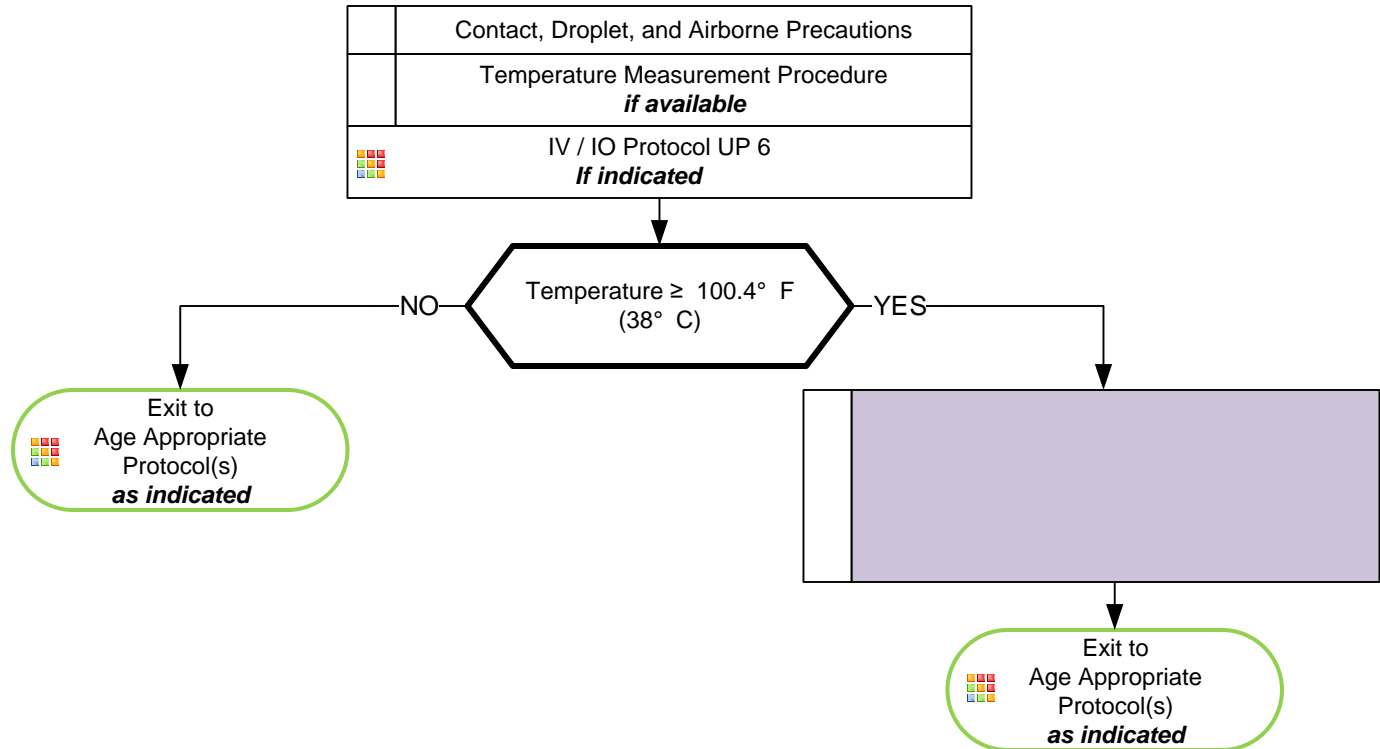 Contact, Droplet, and Airborne Precautions
Temperature Measurement Procedure
if available
IV / IO Protocol UP 6
If indicated
Temperature ≥ 100.4° F
(38° C)
NO
YES
Exit to
Age Appropriate
Protocol(s)
as indicated
Exit to
Age Appropriate
Protocol(s)
as indicated